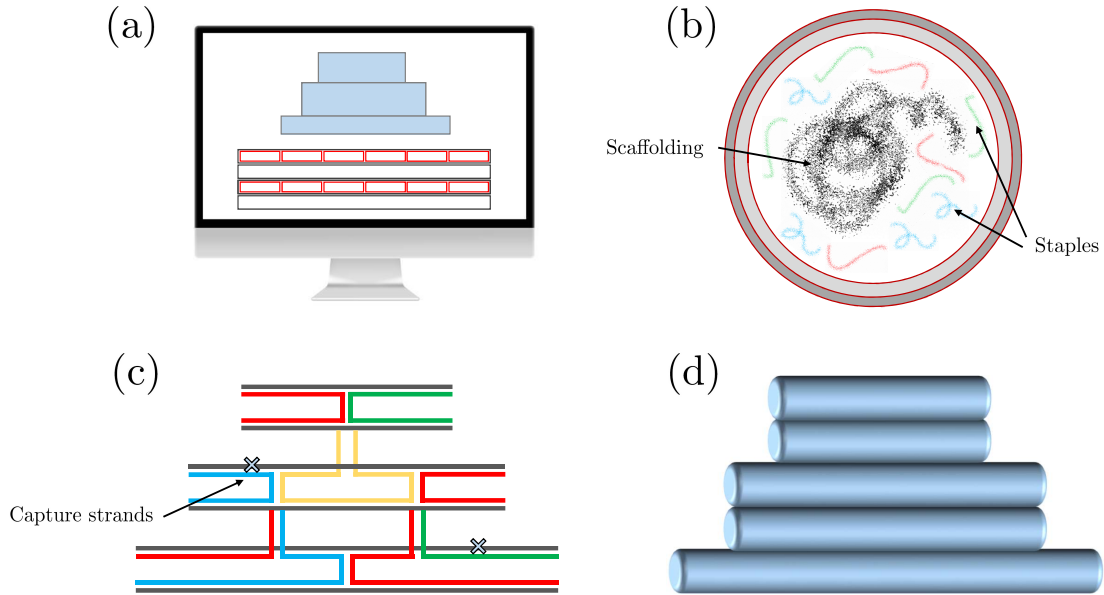 (a)
(b)
Scaffolding
Staples
(c)
Capture strands
(d)